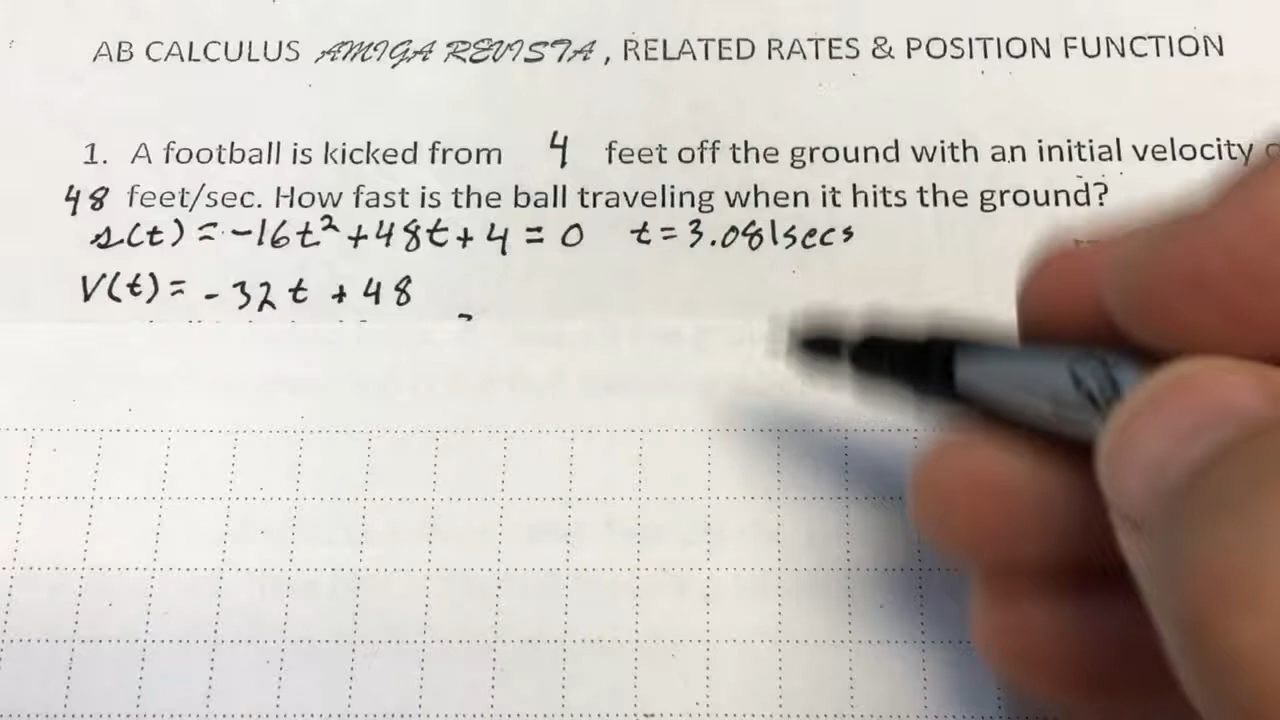 AB CALCULUS AMIGA REVISTA, RELATED RATES & POSITION FUNCTION
1. A football is kicked from 4 feet off the ground with an initial velocity
48 feet/sec. How fast is the ball traveling when it hits the ground?
s(t) = -16t²+48t+4 = 0 t=3.081secs
V(t) = -32t + 48